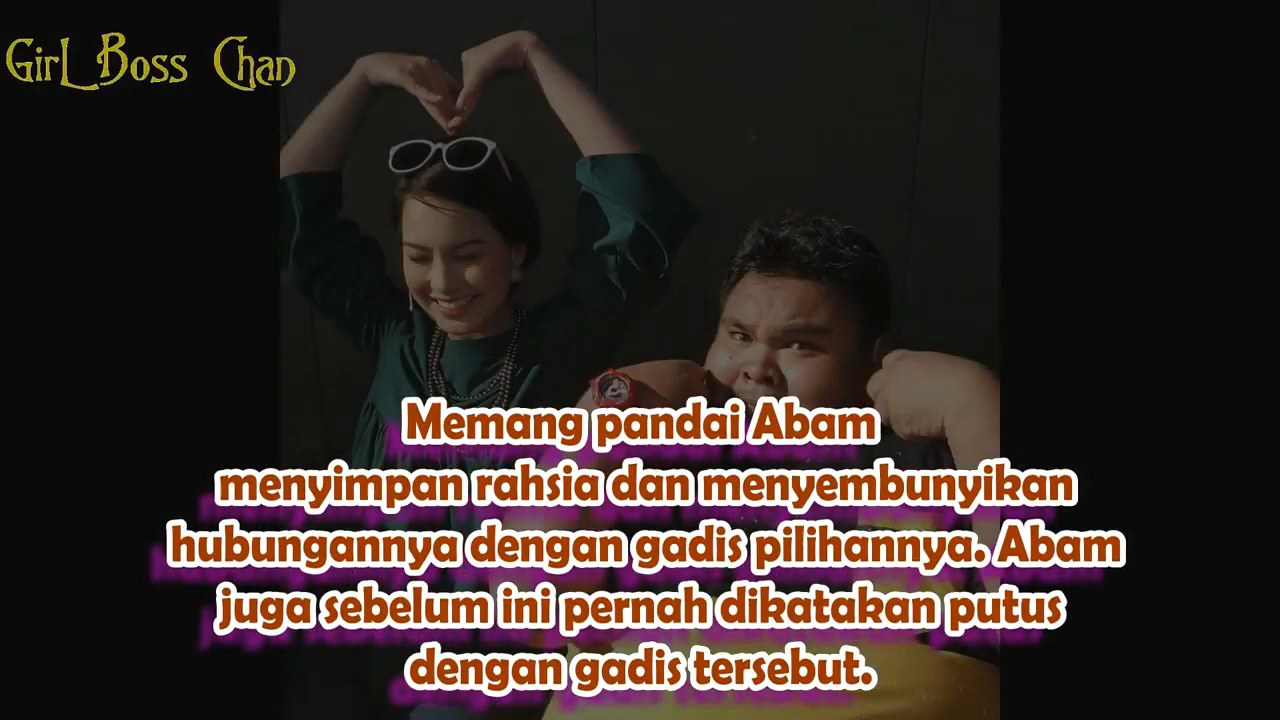 GirL Boss Chan
Memang pandai Abam
menyimpan rahsia dan menyembunyikan
hubungannya dengan gadis pilihannya. Abam
juga sebelum ini pernah dikatakan putus
dengan gadis tersebut.